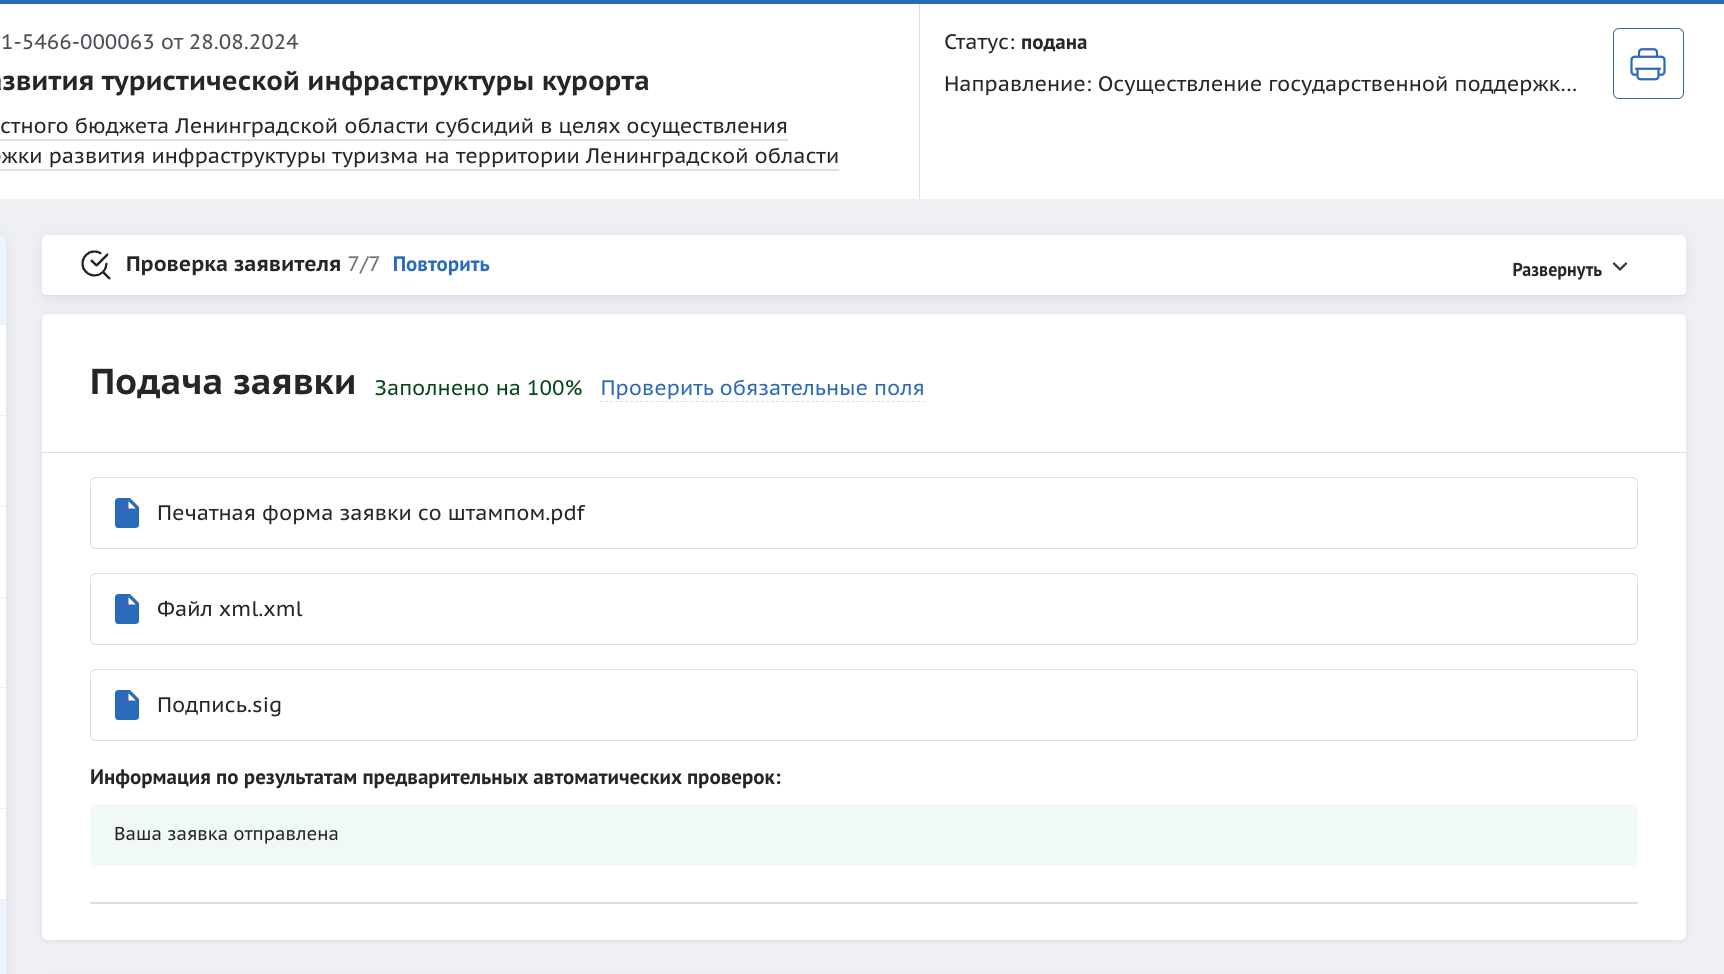 1-5466-000063 от 28.08.2024
звития туристической инфраструктуры курорта
стного бюджета Ленинградской области субсидий в целях осуществления
жки развития инфраструктуры туризма на территории Ленинградской области
Статус: подана
Направление: Осуществление государственной поддержк...
Проверка заявителя 7/7 Повторить
Развернуть
Подача заявки Заполнено на 100% Проверить обязательные поля
Печатная форма заявки со штампом.pdf
Файл xml.xml
Подпись.sig
Информация по результатам предварительных автоматических проверок:
Ваша заявка отправлена